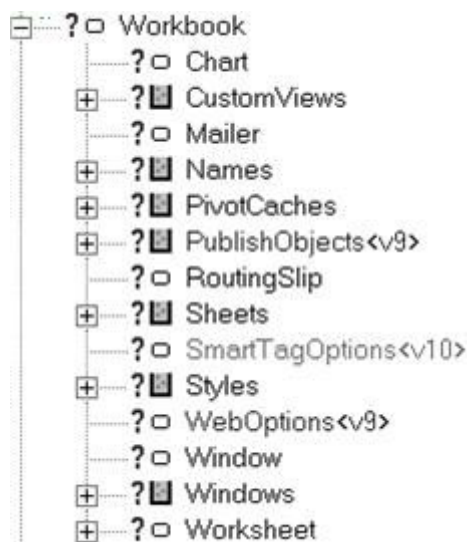 ? Workbook
? Chart
? CustomViews
? Mailer
? Names
? PivotCaches
? PublishObjects<v9>
? RoutingSlip
? Sheets
? SmartTagOptions<v10>
? Styles
? WebOptions<v9>
? Window
? Windows
? Worksheet